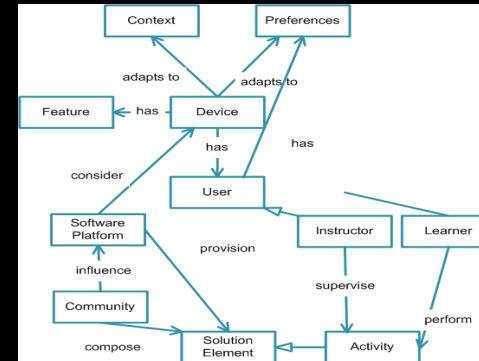 Context
Preferences
adapts to
adapts to
Feature
has
Device
has
has
consider
User
Software
Platform
provision
Instructor
Learner
influence
supervise
Community
perform
compose
Solution
Element
Activity